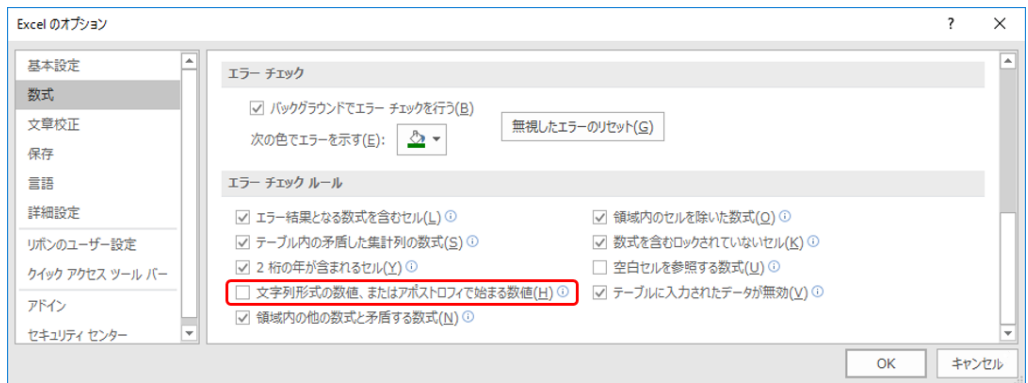 Excel のオプション
?
基本設定
数式
文章校正
保存
言語
詳細設定
リボンのユーザー設定
クイック アクセス ツール バー
アドイン
セキュリティ センター
エラー チェック
バックグラウンドでエラー チェックを行う(B)
次の色でエラーを示す(E):
無視したエラーのリセット(G)
エラー チェック ルール
エラー結果となる数式を含むセル(L)
テーブル内の矛盾した集計列の数式(S)
2 桁の年が含まれるセル(Y)
文字列形式の数値、またはアポストロフィで始まる数値(H)
領域内の他の数式と矛盾する数式(N)
領域内のセルを除いた数式(O)
数式を含むロックされていないセル(K)
空白セルを参照する数式(U)
テーブルに入力されたデータが無効(V)
OK
キャンセル